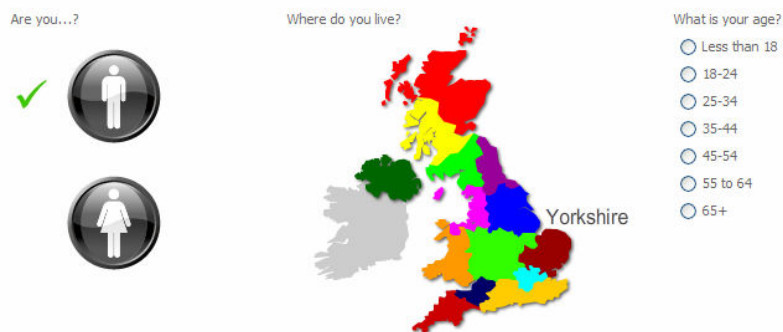 Are you...?
Where do you live?
Yorkshire
What is your age?
Less than 18
18-24
25-34
35-44
45-54
55 to 64
65+